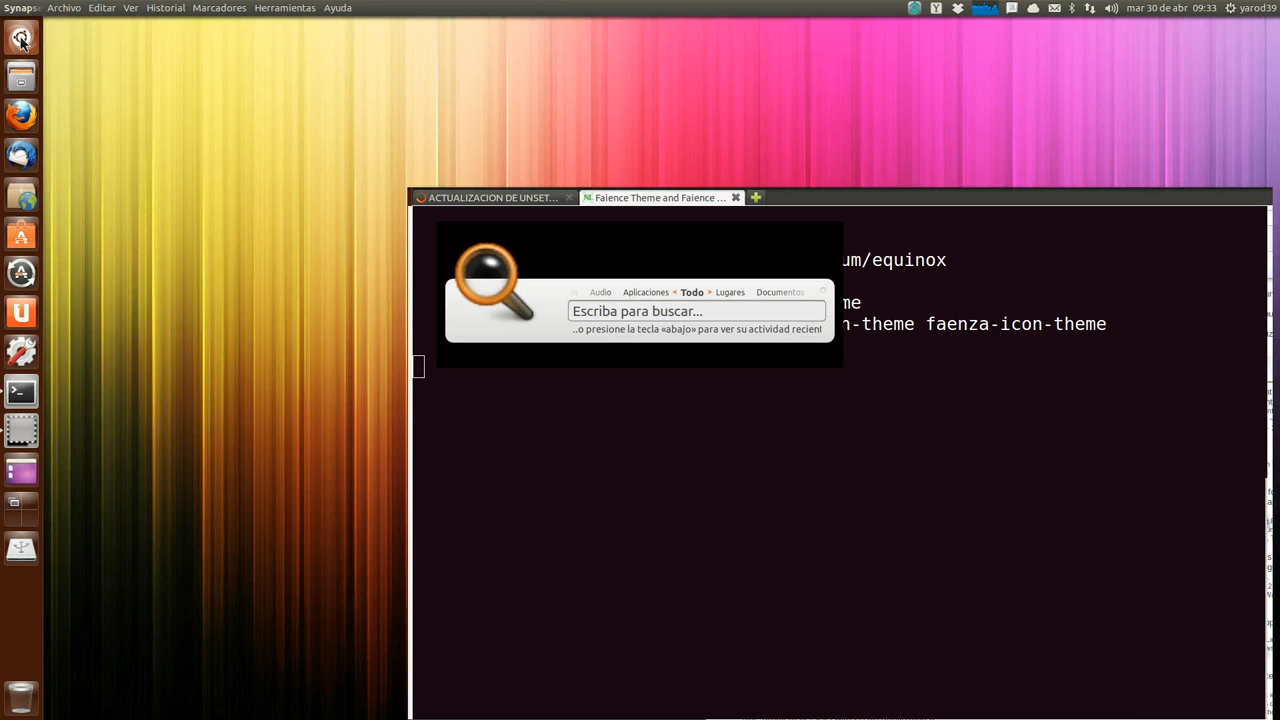 Synaps Archivo Editar Ver Historial Marcadores Herramientas Ayuda
mar 30 de abr 09:33 yarod39
ACTUALIZACION DE UNSET...
Faience Theme and Faience ...
um/equinox
me
n-theme faenza-icon-theme
Audio Aplicaciones < Todo > Lugares Documentos
Escriba para buscar...
..o presione la tecla «abajo» para ver su actividad recient